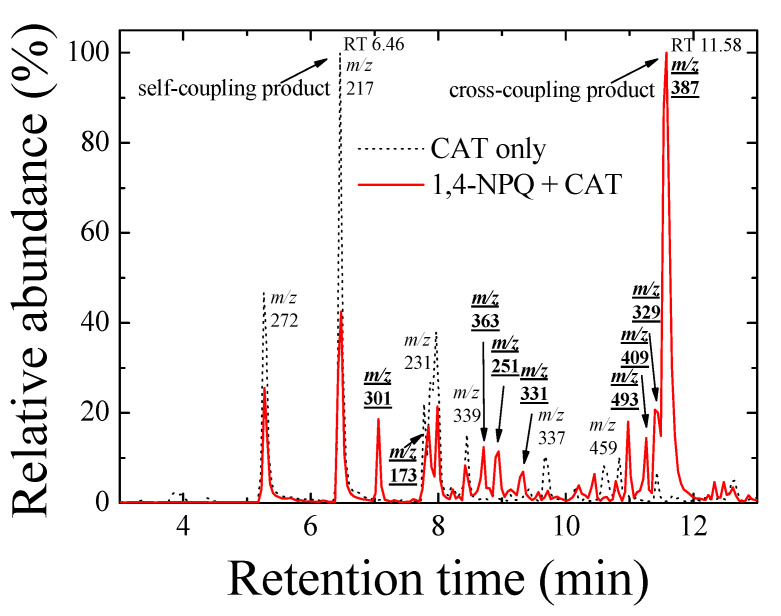 RT 6.46
m/z
217
self-coupling product
RT 11.58
m/z
387
cross-coupling product
CAT only
1,4-NPQ + CAT
m/z
272
m/z
301
m/z
231
m/z
173
m/z
339
m/z
363
m/z
251
m/z
331
m/z
337
m/z
459
m/z
329
m/z
409
m/z
493
Relative abundance (%)
100
80
60
40
20
0
4
6
8
10
12
Retention time (min)